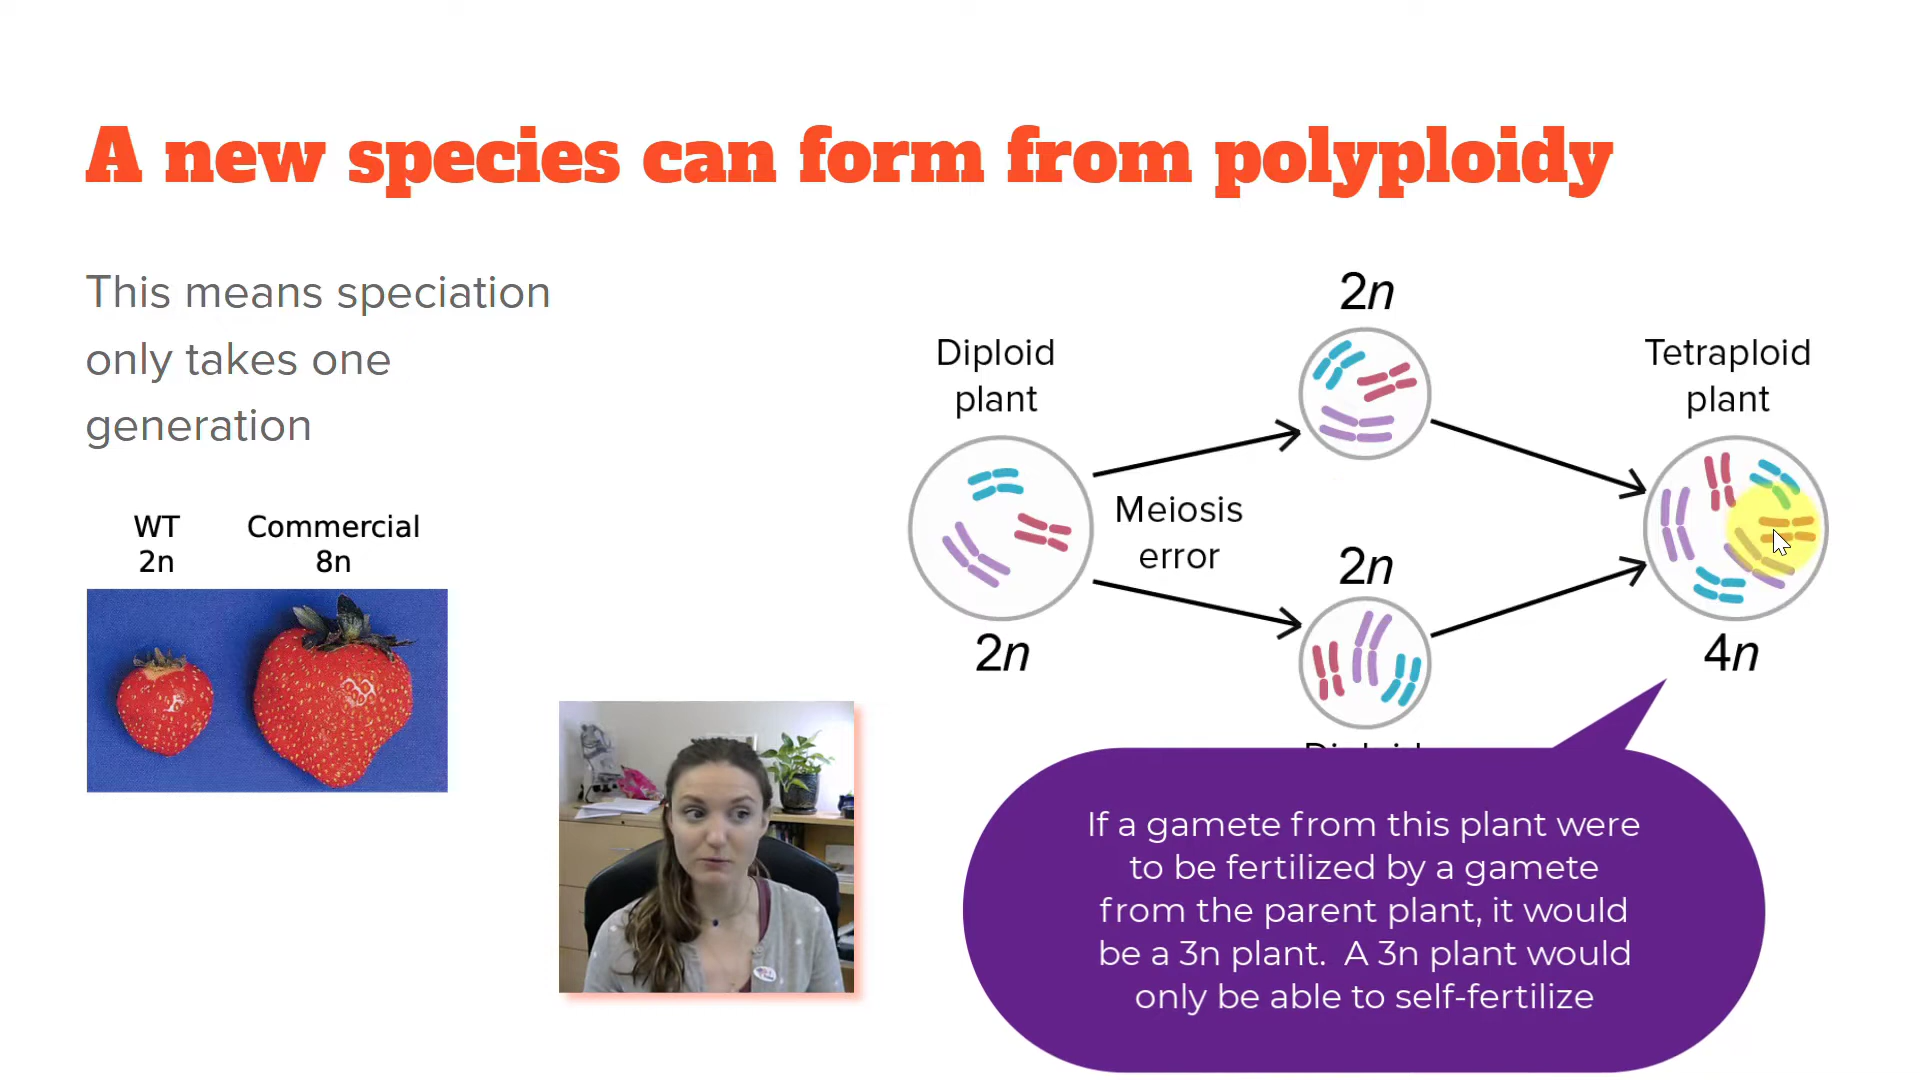 A new species can form from polyploidy
This means speciation
only takes one
generation
WT
2n
Commercial
8n
Diploid
plant
2n
Meiosis
error
2n
2n
Tetraploid
plant
4n
If a gamete from this plant were
to be fertilized by a gamete
from the parent plant, it would
be a 3n plant.  A 3n plant would
only be able to self-fertilize